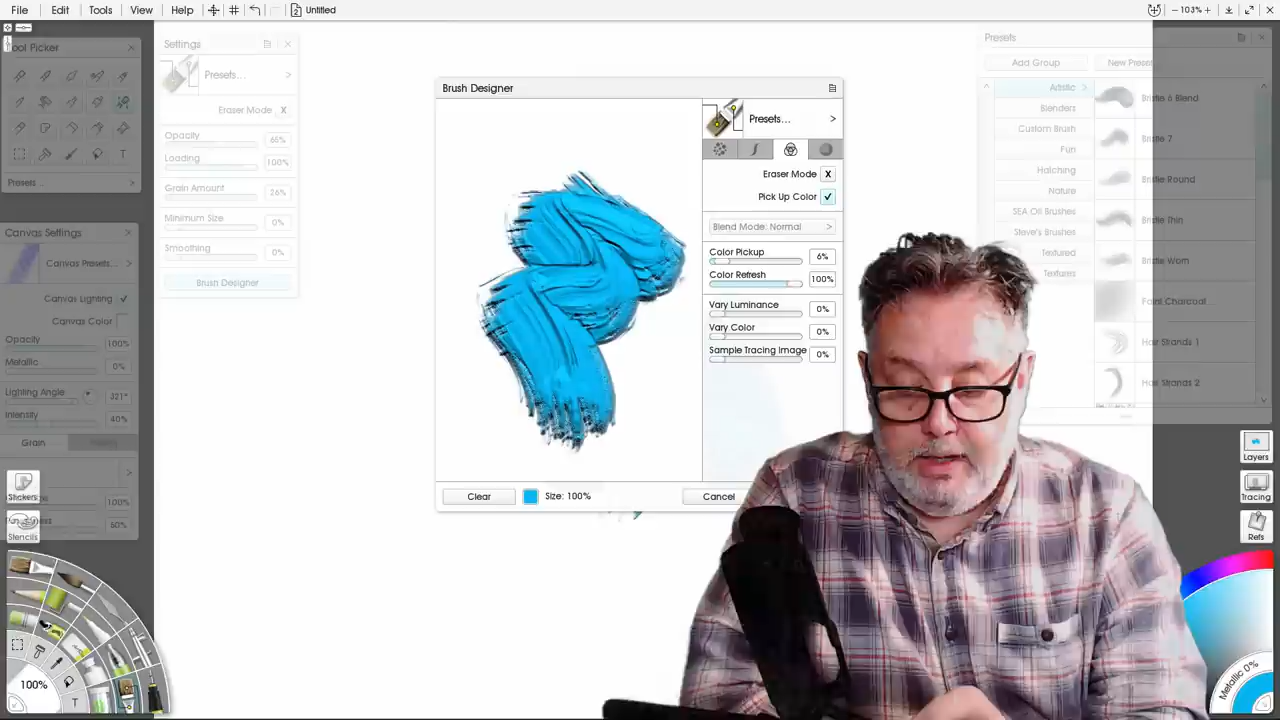 File Edit Tools View Help Untitled 103%
Tool Picker
Presets ...
Canvas Settings
Canvas Presets...
Canvas Lighting ✓
Canvas Color
Opacity 100%
Metallic 0%
Lighting Angle: 321°
Intensity 40%
Grain
100%
60%
Stickers
Stencils
100%
T
Settings
Presets... >
Eraser Mode X
Opacity 65%
Loading 100%
Grain Amount 26%
Minimum Size 0%
Smoothing 0%
Brush Designer
Brush Designer
Presets... >
Eraser Mode X
Pick Up Color ✓
Blend Mode: Normal >
Color Pickup 6%
Color Refresh 100%
Vary Luminance 0%
Vary Color 0%
Sample Tracing Image 0%
Clear Size: 100% Cancel
Presets
Add Group New Preset
Artistic >
Blenders
Custom Brush
Fun
Hatching
Nature
SEA Oil Brushes
Steve's Brushes
Textured
Textures
Bristle 6 Blend
Bristle 7
Bristle Round
Bristle Thin
Bristle Worn
Faint Charcoal...
Hair Strands 1
Hair Strands 2
Layers
Tracing
Refs
Metallic 0%